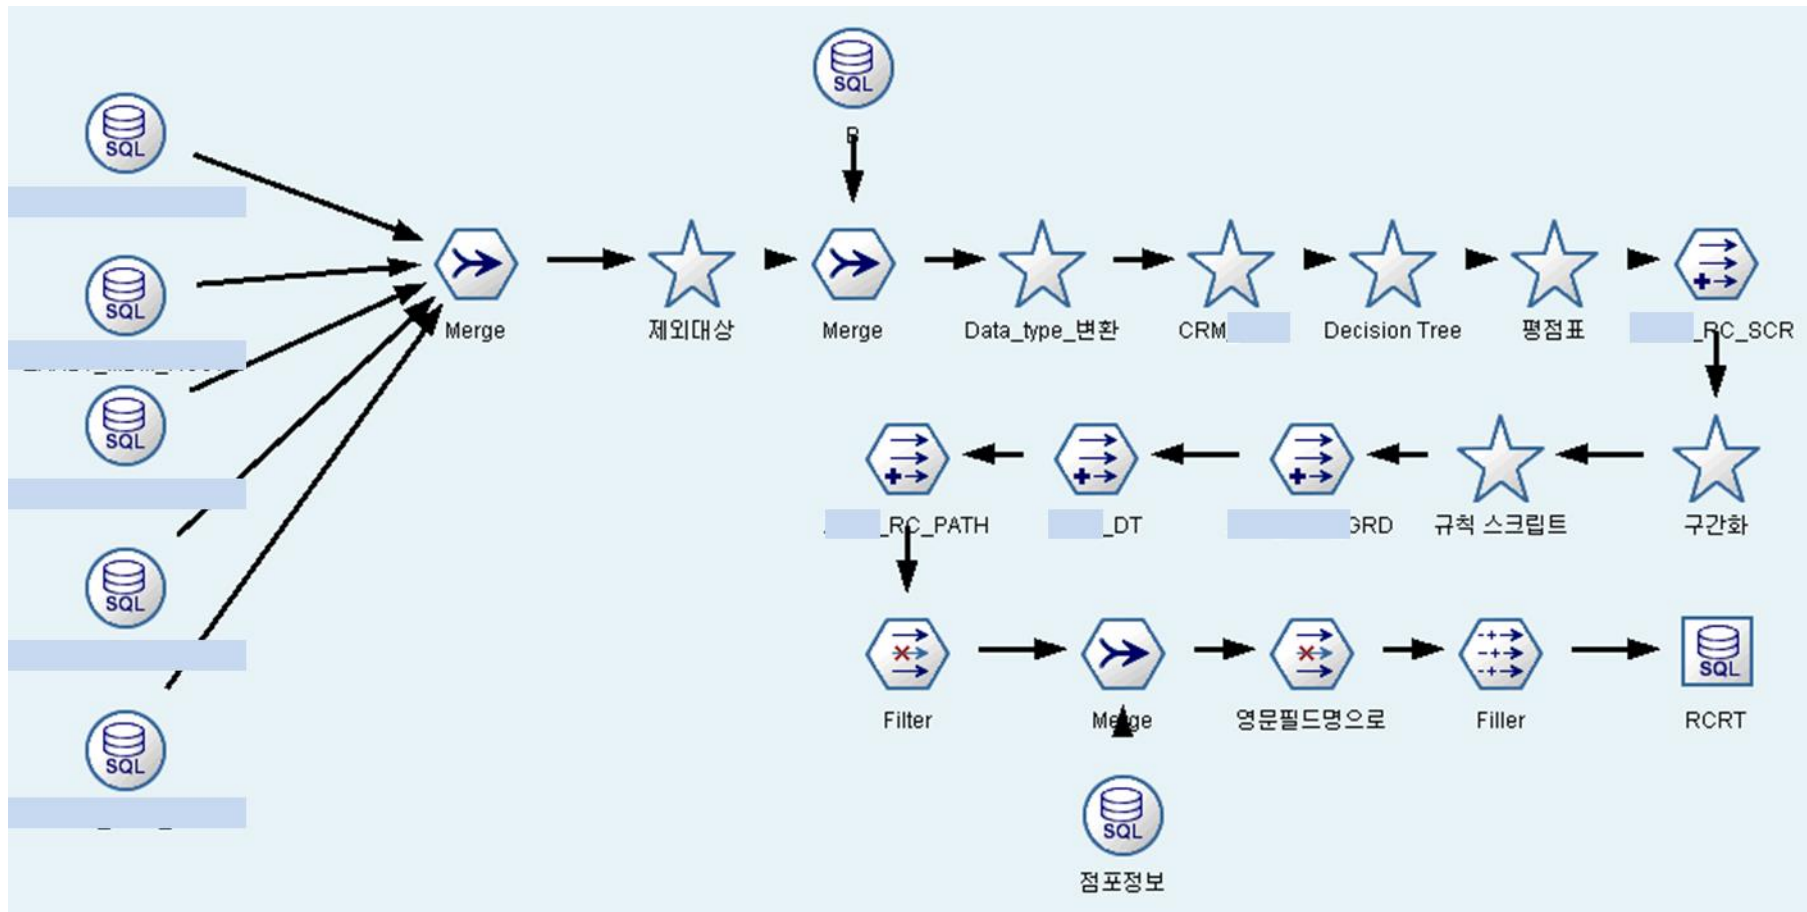 SQL
B
SQL
SQL
SQL
SQL
SQL
Merge
제외대상
Merge
Data_type_변환
CRM_
Decision Tree
평점표
_RC_SCR
_RC_PATH
_DT
GRD
규칙 스크립트
구간화
Filter
Merge
영문필드명으로
Filler
SQL
RCRT
SQL
점포정보